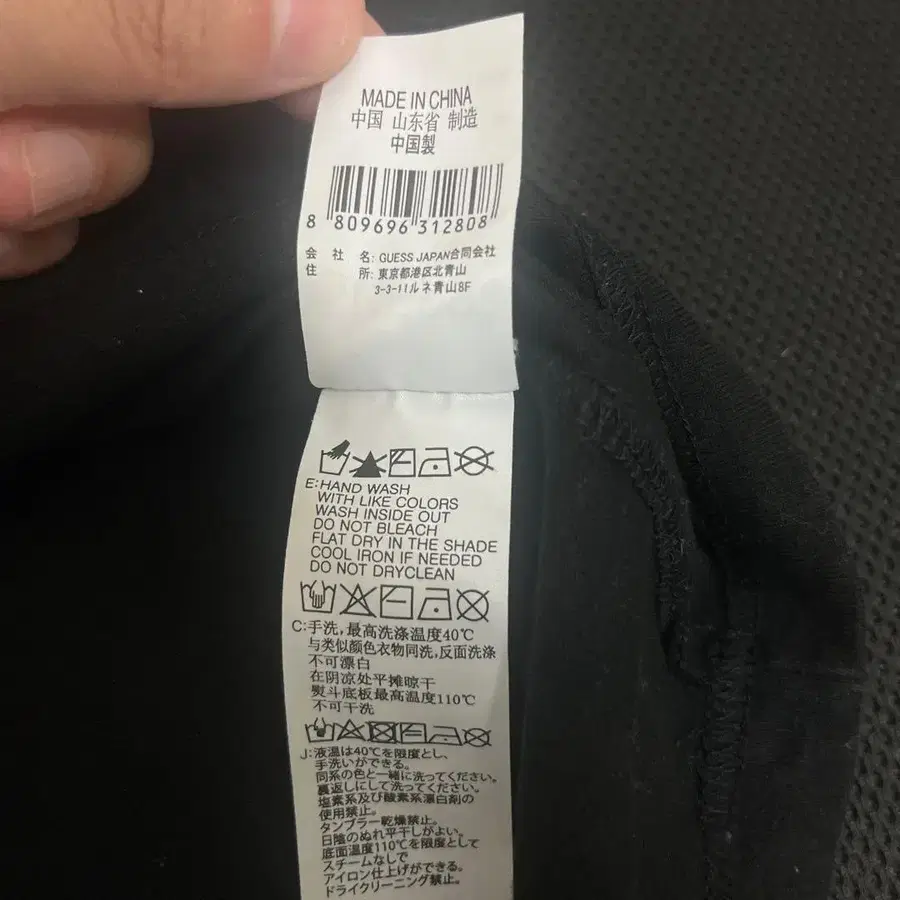 MADE IN CHINA
中国 山东省 制造
中国製
8 809696 312808
会 社 名: GUESS JAPAN合同会社
住 所: 東京都港区北青山
3-3-11ルネ青山8F
E:HAND WASH
WITH LIKE COLORS
WASH INSIDE OUT
DO NOT BLEACH
FLAT DRY IN THE SHADE
COOL IRON IF NEEDED
DO NOT DRYCLEAN
C:手洗,最高洗涤温度40℃
与类似颜色衣物同洗,反面洗涤
不可漂白
在阴凉处平摊晾干
熨斗底板最高温度110℃
不可干洗
J:液温は40℃を限度とし、
手洗いができる。
同系の色と一緒に洗ってください。
裏返しにして洗ってください。
塩素系及び酸素系漂白剤の
使用禁止。
タンブラー乾燥禁止。
日陰のぬれ平干しがよい。
底面温度110℃を限度として
スチームなしで
アイロン仕上げができる。
ドライクリーニング禁止。